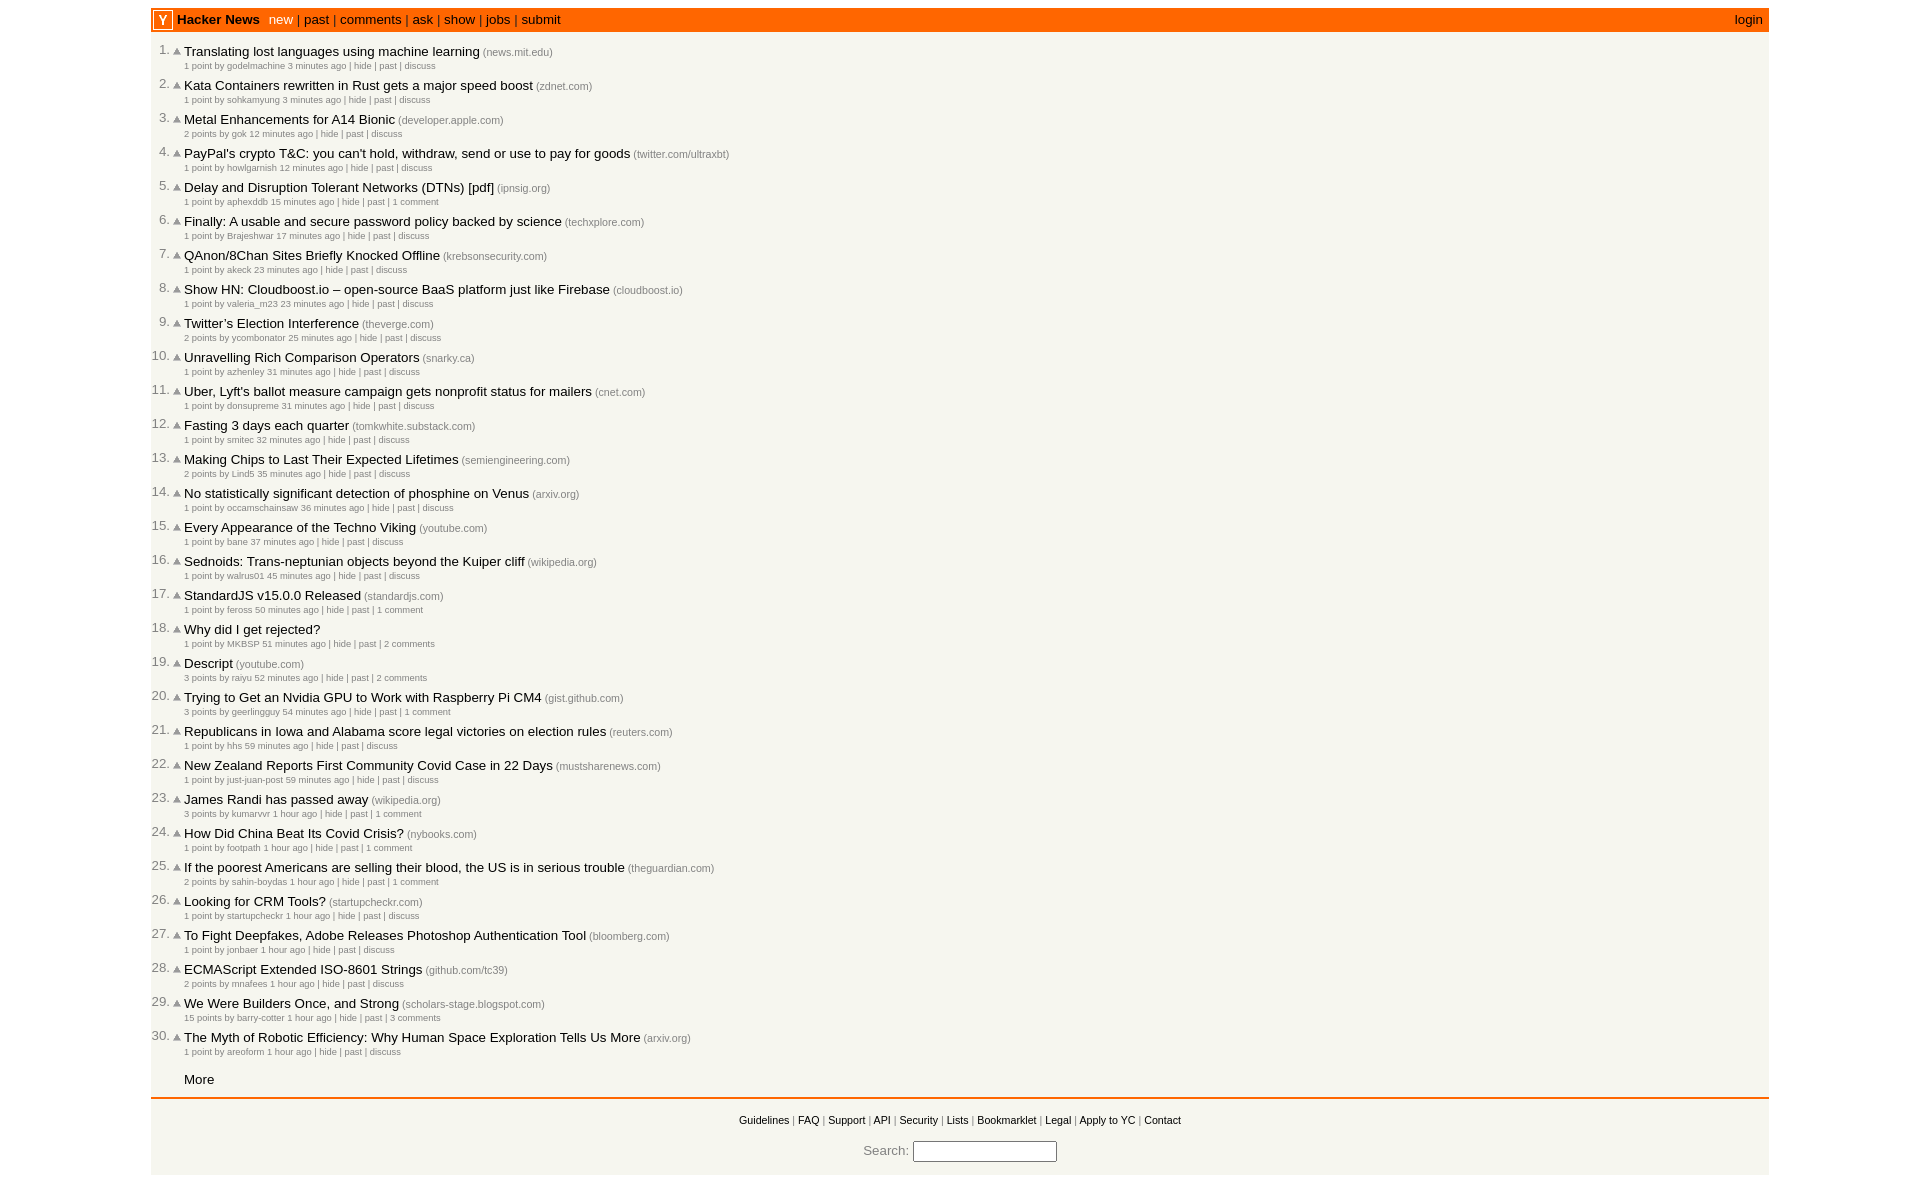 Y Hacker News new | past | comments | ask | show | jobs | submit login
1. Translating lost languages using machine learning (news.mit.edu)
1 point by godelmachine 3 minutes ago | hide | past | discuss
2. Kata Containers rewritten in Rust gets a major speed boost (zdnet.com)
1 point by sohkamyung 3 minutes ago | hide | past | discuss
3. Metal Enhancements for A14 Bionic (developer.apple.com)
2 points by gok 12 minutes ago | hide | past | discuss
4. PayPal's crypto T&C: you can't hold, withdraw, send or use to pay for goods (twitter.com/ultraxbt)
1 point by howlgarnish 12 minutes ago | hide | past | discuss
5. Delay and Disruption Tolerant Networks (DTNs) [pdf] (ipnsig.org)
1 point by aphexddb 15 minutes ago | hide | past | 1 comment
6. Finally: A usable and secure password policy backed by science (techxplore.com)
1 point by Brajeshwar 17 minutes ago | hide | past | discuss
7. QAnon/8Chan Sites Briefly Knocked Offline (krebsonsecurity.com)
1 point by akeck 23 minutes ago | hide | past | discuss
8. Show HN: Cloudboost.io – open-source BaaS platform just like Firebase (cloudboost.io)
1 point by valeria_m23 23 minutes ago | hide | past | discuss
9. Twitter’s Election Interference (theverge.com)
2 points by ycombonator 25 minutes ago | hide | past | discuss
10. Unravelling Rich Comparison Operators (snarky.ca)
1 point by azhenley 31 minutes ago | hide | past | discuss
11. Uber, Lyft's ballot measure campaign gets nonprofit status for mailers (cnet.com)
1 point by donsupreme 31 minutes ago | hide | past | discuss
12. Fasting 3 days each quarter (tomkwhite.substack.com)
1 point by smitec 32 minutes ago | hide | past | discuss
13. Making Chips to Last Their Expected Lifetimes (semiengineering.com)
2 points by Lind5 35 minutes ago | hide | past | discuss
14. No statistically significant detection of phosphine on Venus (arxiv.org)
1 point by occamschainsaw 36 minutes ago | hide | past | discuss
15. Every Appearance of the Techno Viking (youtube.com)
1 point by bane 37 minutes ago | hide | past | discuss
16. Sednoids: Trans-neptunian objects beyond the Kuiper cliff (wikipedia.org)
1 point by walrus01 45 minutes ago | hide | past | discuss
17. StandardJS v15.0.0 Released (standardjs.com)
1 point by feross 50 minutes ago | hide | past | 1 comment
18. Why did I get rejected?
1 point by MKBSP 51 minutes ago | hide | past | 2 comments
19. Descript (youtube.com)
3 points by raiyu 52 minutes ago | hide | past | 2 comments
20. Trying to Get an Nvidia GPU to Work with Raspberry Pi CM4 (gist.github.com)
3 points by geerlingguy 54 minutes ago | hide | past | 1 comment
21. Republicans in Iowa and Alabama score legal victories on election rules (reuters.com)
1 point by hhs 59 minutes ago | hide | past | discuss
22. New Zealand Reports First Community Covid Case in 22 Days (mustsharenews.com)
1 point by just-juan-post 59 minutes ago | hide | past | discuss
23. James Randi has passed away (wikipedia.org)
3 points by kumarvvr 1 hour ago | hide | past | 1 comment
24. How Did China Beat Its Covid Crisis? (nybooks.com)
1 point by footpath 1 hour ago | hide | past | 1 comment
25. If the poorest Americans are selling their blood, the US is in serious trouble (theguardian.com)
2 points by sahin-boydas 1 hour ago | hide | past | 1 comment
26. Looking for CRM Tools? (startupcheckr.com)
1 point by startupcheckr 1 hour ago | hide | past | discuss
27. To Fight Deepfakes, Adobe Releases Photoshop Authentication Tool (bloomberg.com)
1 point by jonbaer 1 hour ago | hide | past | discuss
28. ECMAScript Extended ISO-8601 Strings (github.com/tc39)
2 points by mnafees 1 hour ago | hide | past | discuss
29. We Were Builders Once, and Strong (scholars-stage.blogspot.com)
15 points by barry-cotter 1 hour ago | hide | past | 3 comments
30. The Myth of Robotic Efficiency: Why Human Space Exploration Tells Us More (arxiv.org)
1 point by areoform 1 hour ago | hide | past | discuss
More
Guidelines | FAQ | Support | API | Security | Lists | Bookmarklet | Legal | Apply to YC | Contact
Search: